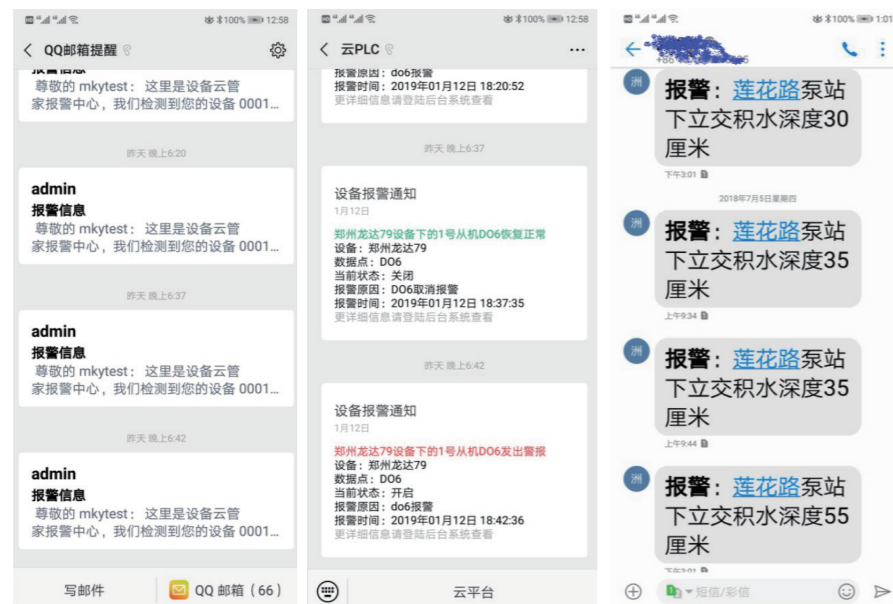 100% 12:58
QQ邮箱提醒
报警信息
尊敬的 mkytest： 这里是设备云管
家报警中心，我们检测到您的设备 0001...
昨天 晚上6:20
admin
报警信息
尊敬的 mkytest： 这里是设备云管
家报警中心，我们检测到您的设备 0001...
昨天 晚上6:37
admin
报警信息
尊敬的 mkytest： 这里是设备云管
家报警中心，我们检测到您的设备 0001...
昨天 晚上6:42
admin
报警信息
尊敬的 mkytest： 这里是设备云管
家报警中心，我们检测到您的设备 0001...
写邮件
QQ 邮箱（66）
100% 12:58
云PLC
报警原因：do6报警
报警时间：2019年01月12日 18:20:52
更详细信息请登陆后台系统查看
昨天 晚上6:37
设备报警通知
1月12日
郑州龙达79设备下的1号从机DO6恢复正常
设备：郑州龙达79
数据点：DO6
当前状态：关闭
报警原因：DO6取消报警
报警时间：2019年01月12日 18:37:35
更详细信息请登陆后台系统查看
昨天 晚上6:42
设备报警通知
1月12日
郑州龙达79设备下的1号从机DO6发出警报
设备：郑州龙达79
数据点：DO6
当前状态：开启
报警原因：do6报警
报警时间：2019年01月12日 18:42:36
更详细信息请登陆后台系统查看
云平台
100% 1:01
+86
洲
报警：莲花路泵站
下立交积水深度30
厘米
下午3:01
2018年7月5日星期四
洲
报警：莲花路泵站
下立交积水深度35
厘米
上午9:34
洲
报警：莲花路泵站
下立交积水深度35
厘米
上午9:44
洲
报警：莲花路泵站
下立交积水深度55
厘米
短信/彩信